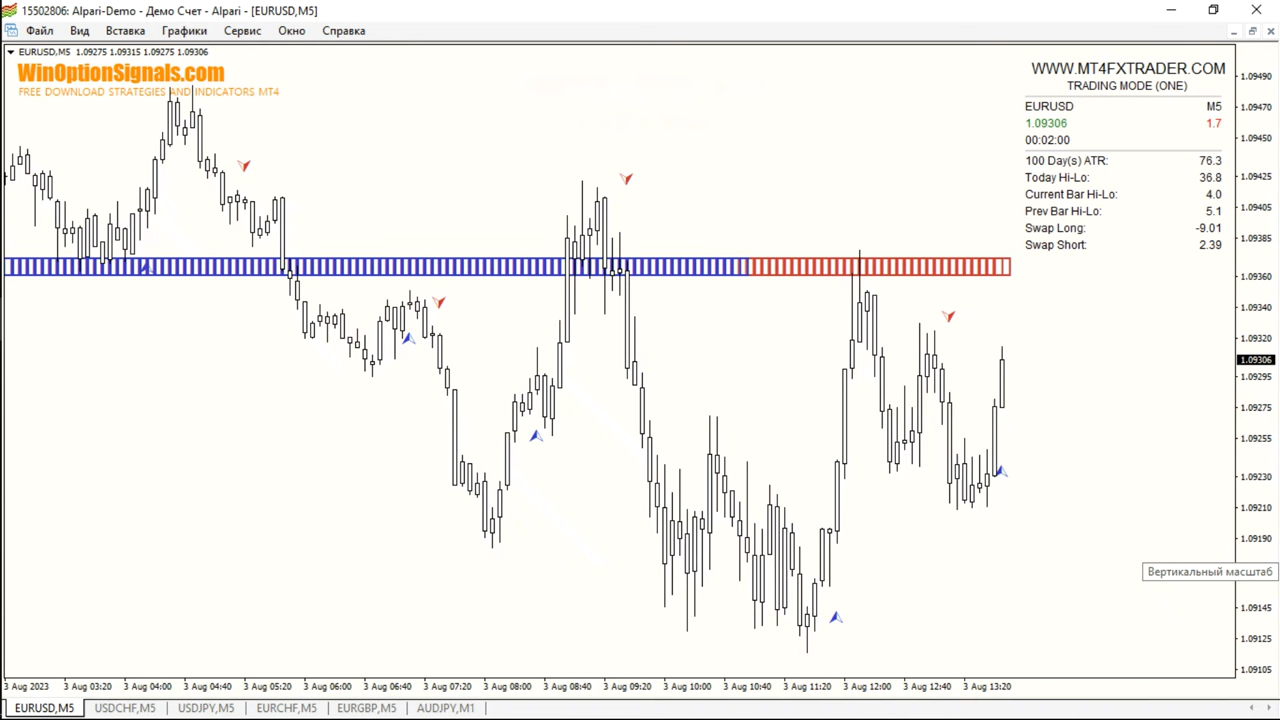 15502806: Alpari-Demo - Демо Счет - Alpari - [EURUSD,M5]
Файл Вид Вставка Графики Сервис Окно Справка
EURUSD,M5 1.09275 1.09315 1.09275 1.09306
WinOptionSignals.com
FREE DOWNLOAD STRATEGIES AND INDICATORS MT4
WWW.MT4FXTRADER.COM
TRADING MODE (ONE)
EURUSD M5
1.09306 1.7
00:02:00
100 Day(s) ATR: 76.3
Today Hi-Lo: 36.8
Current Bar Hi-Lo: 4.0
Prev Bar Hi-Lo: 5.1
Swap Long: -9.01
Swap Short: 2.39
1.09490
1.09470
1.09450
1.09425
1.09405
1.09385
1.09360
1.09340
1.09320
1.09306
1.09295
1.09275
1.09255
1.09230
1.09210
1.09190
Вертикальный масштаб
1.09145
1.09125
1.09105
3 Aug 2023 3 Aug 03:20 3 Aug 04:00 3 Aug 04:40 3 Aug 05:20 3 Aug 06:00 3 Aug 06:40 3 Aug 07:20 3 Aug 08:00 3 Aug 08:40 3 Aug 09:20 3 Aug 10:00 3 Aug 10:40 3 Aug 11:20 3 Aug 12:00 3 Aug 12:40 3 Aug 13:20
EURUSD,M5 USDCHF,M5 USDJPY,M5 EURCHF,M5 EURGBP,M5 AUDJPY,M1